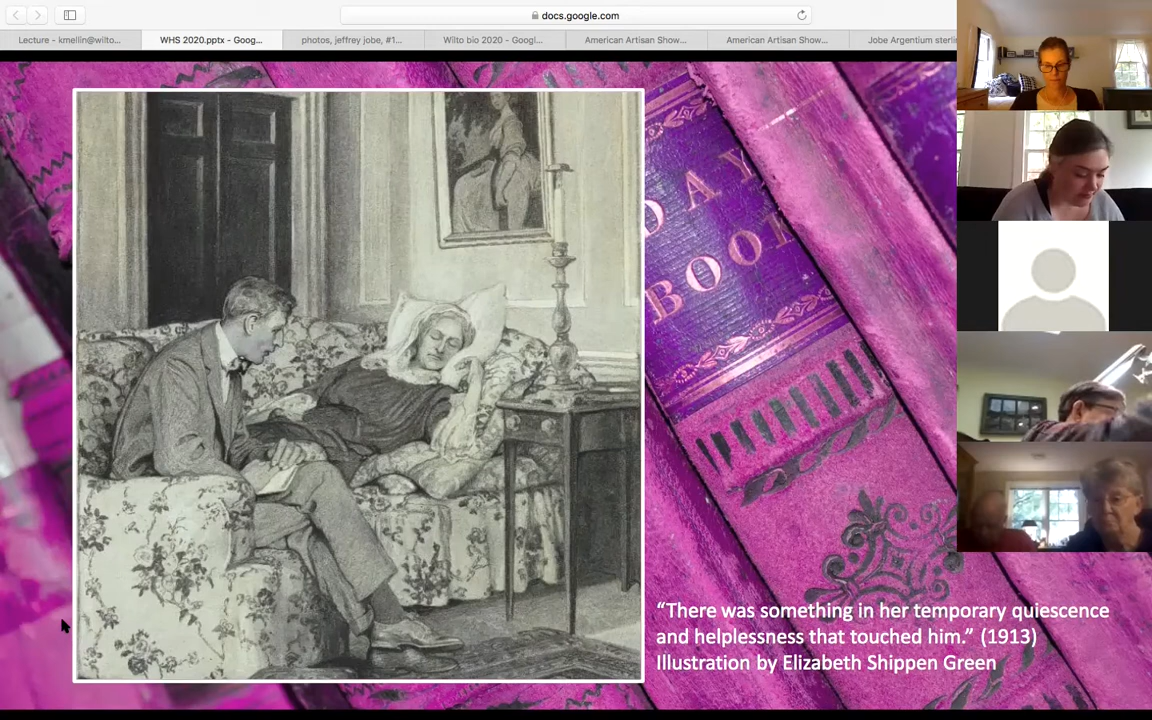 docs.google.com
Lecture - kmellin@wilto...
WHS 2020.pptx - Goog...
photos, jeffrey jobe, #1...
Wilto bio 2020 - Googl...
American Artisan Show...
American Artisan Show...
Jobe Argentium sterli
DAY
BOOK
“There was something in her temporary quiescence
and helplessness that touched him.” (1913)
Illustration by Elizabeth Shippen Green